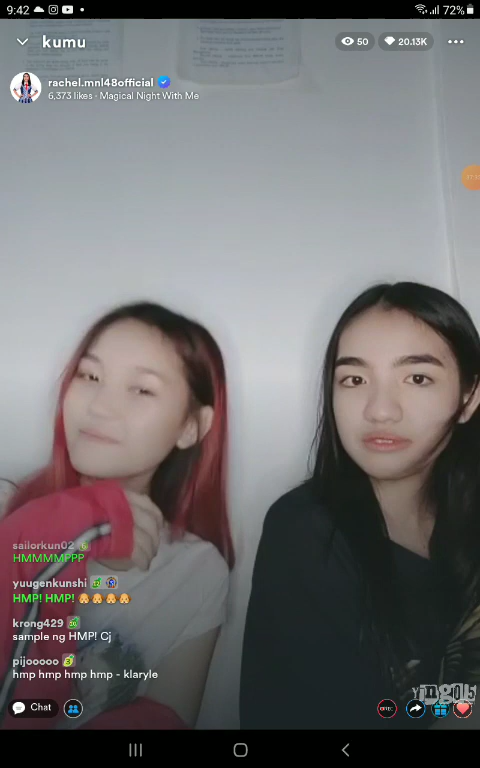 9:42
72%
kumu
50
20.13K
rachel.mnl48official
6,373 likes · Magical Night With Me
sailorkun02
HMMMMPPP
yuugenkunshi
HMP! HMP! 
krong429
sample ng HMP! Cj
pijooooo
hmp hmp hmp hmp - klaryle
Chat
REC